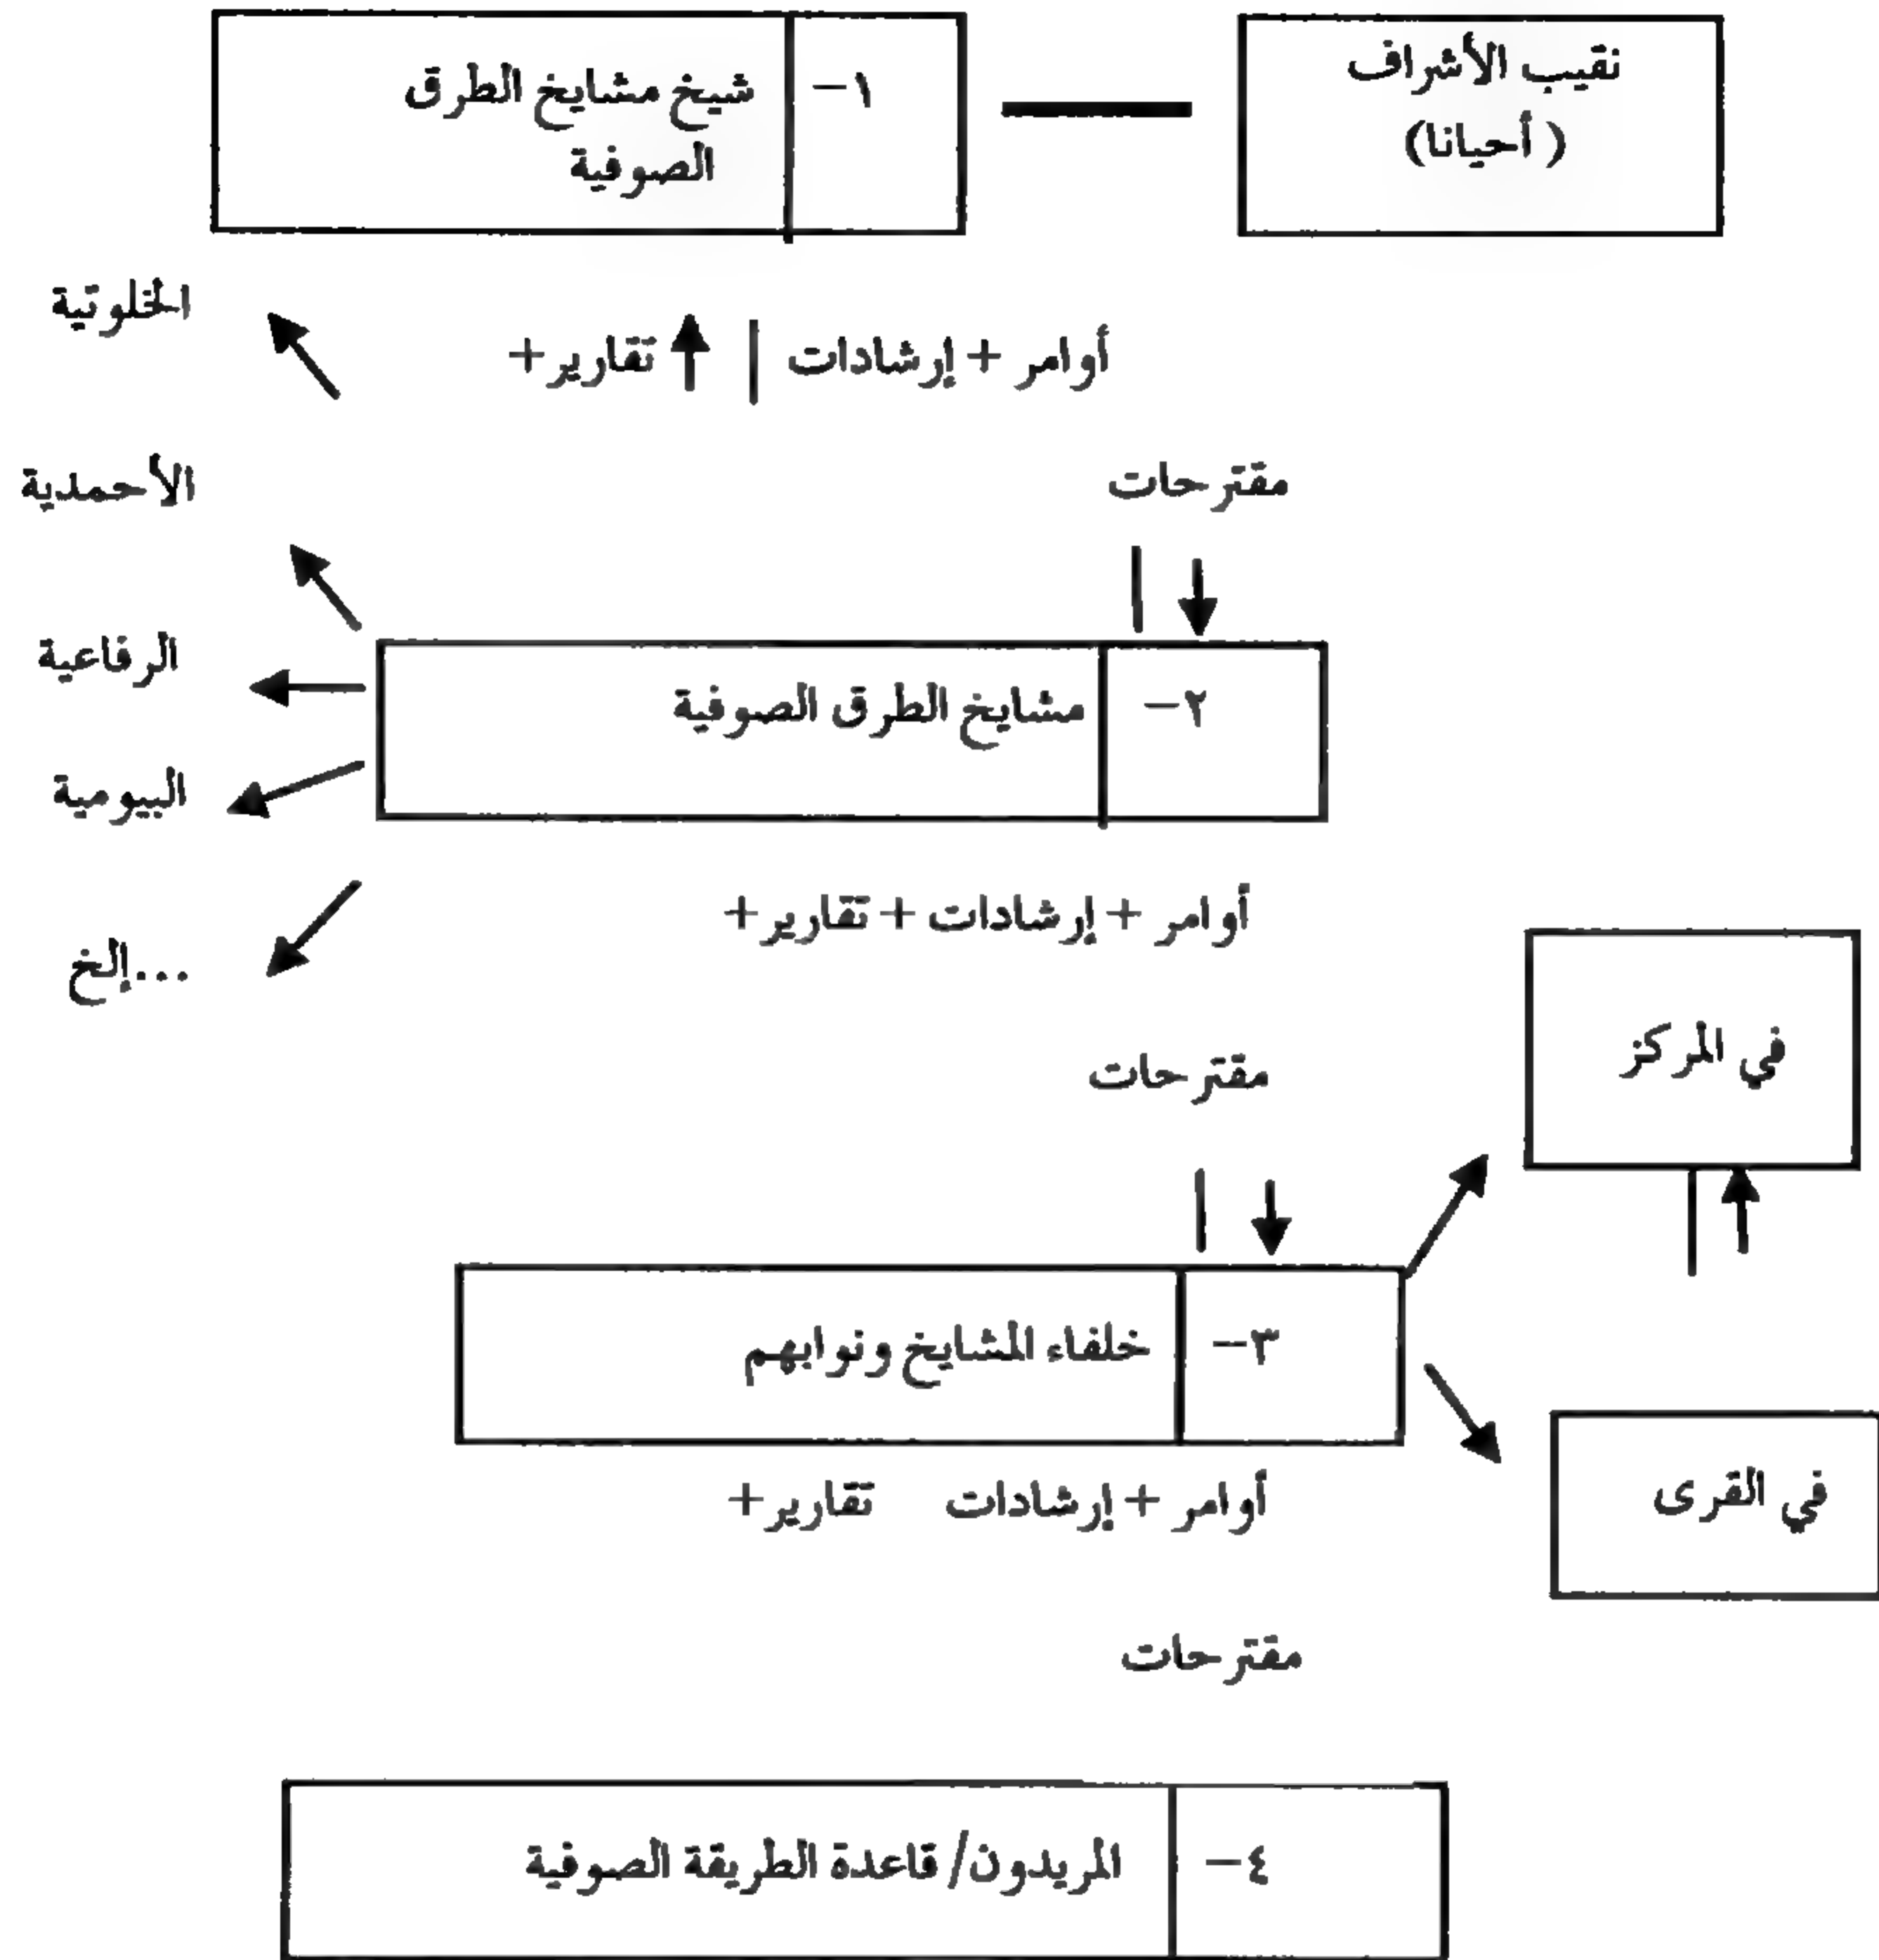 نقيب الأشراف
(أحيانا)
١-
شيخ مشايخ الطرق
الصوفية
الخلوتية
أوامر + إرشادات
تقارير+
مقترحات
الأحمدية
الرفاعية
٢-
مشايخ الطرق الصوفية
البيومية
أوامر + إرشادات + تقارير+
...إلخ
في المركز
مقترحات
٣-
خلفاء المشايخ ونوابهم
في القرى
أوامر + إرشادات تقارير+
مقترحات
٤-
المريدون/ قاعدة الطريقة الصوفية